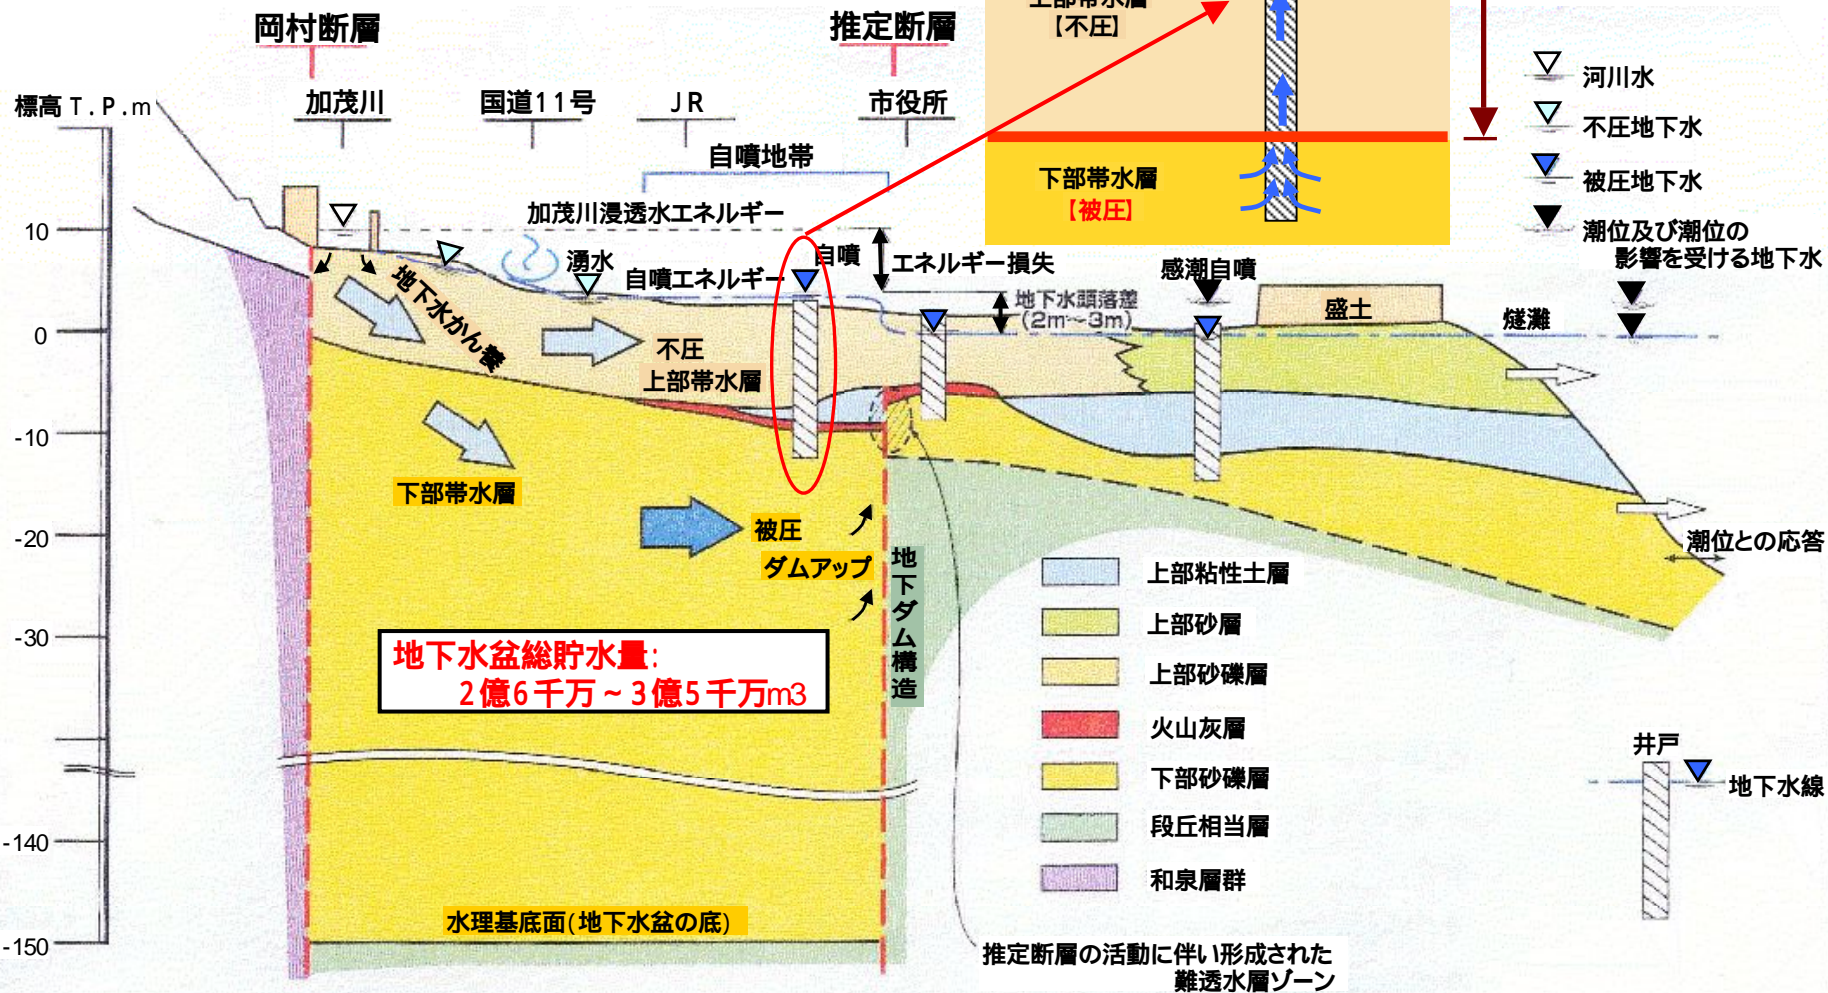 岡村断層
推定断層
標高 T.P.m
加茂川
国道11号
JR
市役所
自噴地帯
上部帯水層
【不圧】
下部帯水層
【被圧】
河川水
不圧地下水
被圧地下水
潮位及び潮位の
影響を受ける地下水
10
0
-10
-20
-30
-140
-150
加茂川浸透水エネルギー
湧水
自噴エネルギー
自噴
エネルギー損失
地下水頭落差
(2m~3m)
感潮自噴
盛土
燧灘
地下水かん養
不圧
上部帯水層
下部帯水層
被圧
ダムアップ
地下ダム構造
潮位との応答
地下水盆総貯水量:
2億6千万~3億5千万m3
上部粘性土層
上部砂層
上部砂礫層
火山灰層
下部砂礫層
段丘相当層
和泉層群
井戸
地下水線
水理基底面(地下水盆の底)
推定断層の活動に伴い形成された
難透水層ゾーン